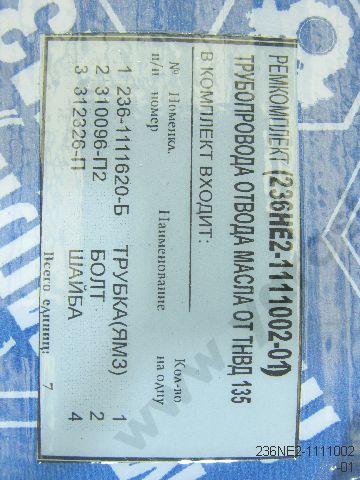 РЕМКОМПЛЕКТ (236НЕ2-1111002-01)
ТРУБОПРОВОДА ОТВОДА МАСЛА ОТ ТНВД 135
В КОМПЛЕКТ ВХОДИТ:
№ Номенкл. Наименование Кол-во
п/п номер на одну
1 236-1111620-Б ТРУБКА(ЯМЗ) 1
2 310096-П2 БОЛТ 2
3 312326-П ШАЙБА 4
Всего единиц: 7
236NE2-1111002
-01